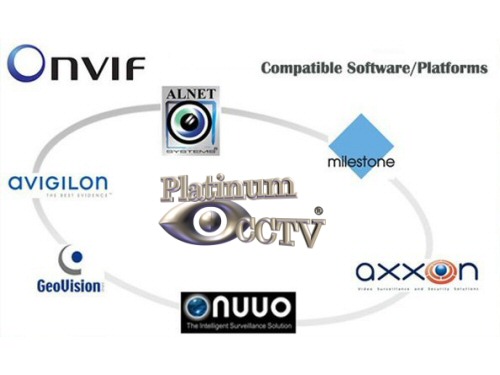 ONVIF
Compatible Software/Platforms
ALNET
SYSTEMS
milestone
AVIGILON
THE BEST EVIDENCE
Platinum
CCTV®
GeoVision
axxon
Video Surveillance and Security Solutions
nuuo
The Intelligent Surveillance Solution